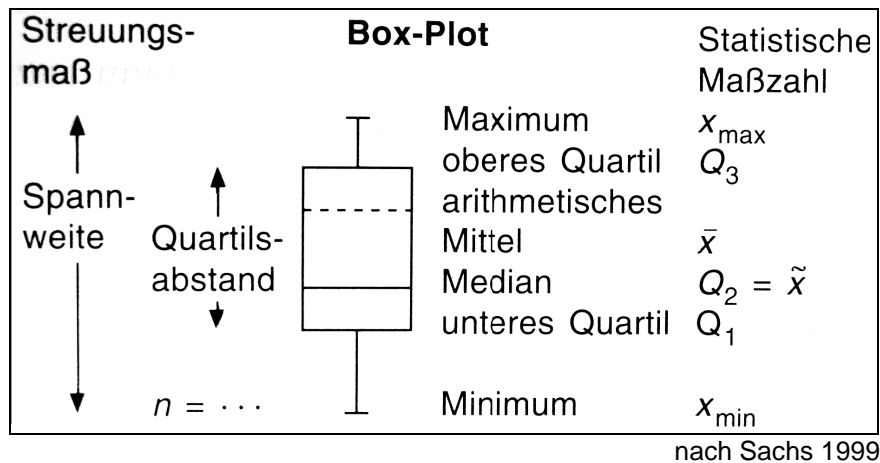 Streuungs-
maß
Box-Plot
Statistische
Maßzahl
Maximum x_max
oberes Quartil Q_3
arithmetisches
Mittel x̄
Median Q_2 = x̃
unteres Quartil Q_1
Minimum x_min
Spann-
weite
Quartils-
abstand
n = · · ·
nach Sachs 1999